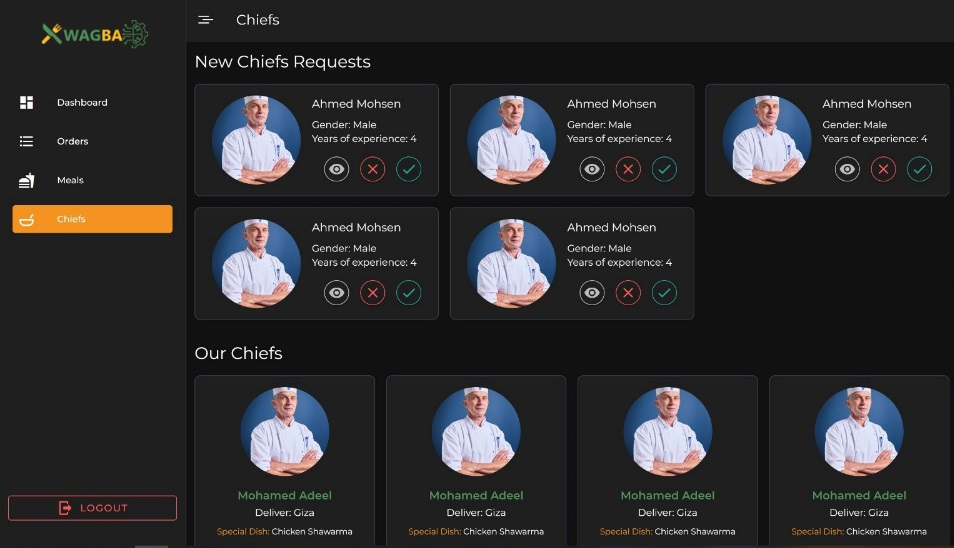 WAGBA
Dashboard
Orders
Meals
Chiefs
LOGOUT
Chiefs
New Chiefs Requests
Ahmed Mohsen
Gender: Male
Years of experience: 4
Ahmed Mohsen
Gender: Male
Years of experience: 4
Ahmed Mohsen
Gender: Male
Years of experience: 4
Ahmed Mohsen
Gender: Male
Years of experience: 4
Ahmed Mohsen
Gender: Male
Years of experience: 4
Our Chiefs
Mohamed Adeel
Deliver: Giza
Special Dish: Chicken Shawarma
Mohamed Adeel
Deliver: Giza
Special Dish: Chicken Shawarma
Mohamed Adeel
Deliver: Giza
Special Dish: Chicken Shawarma
Mohamed Adeel
Deliver: Giza
Special Dish: Chicken Shawarma